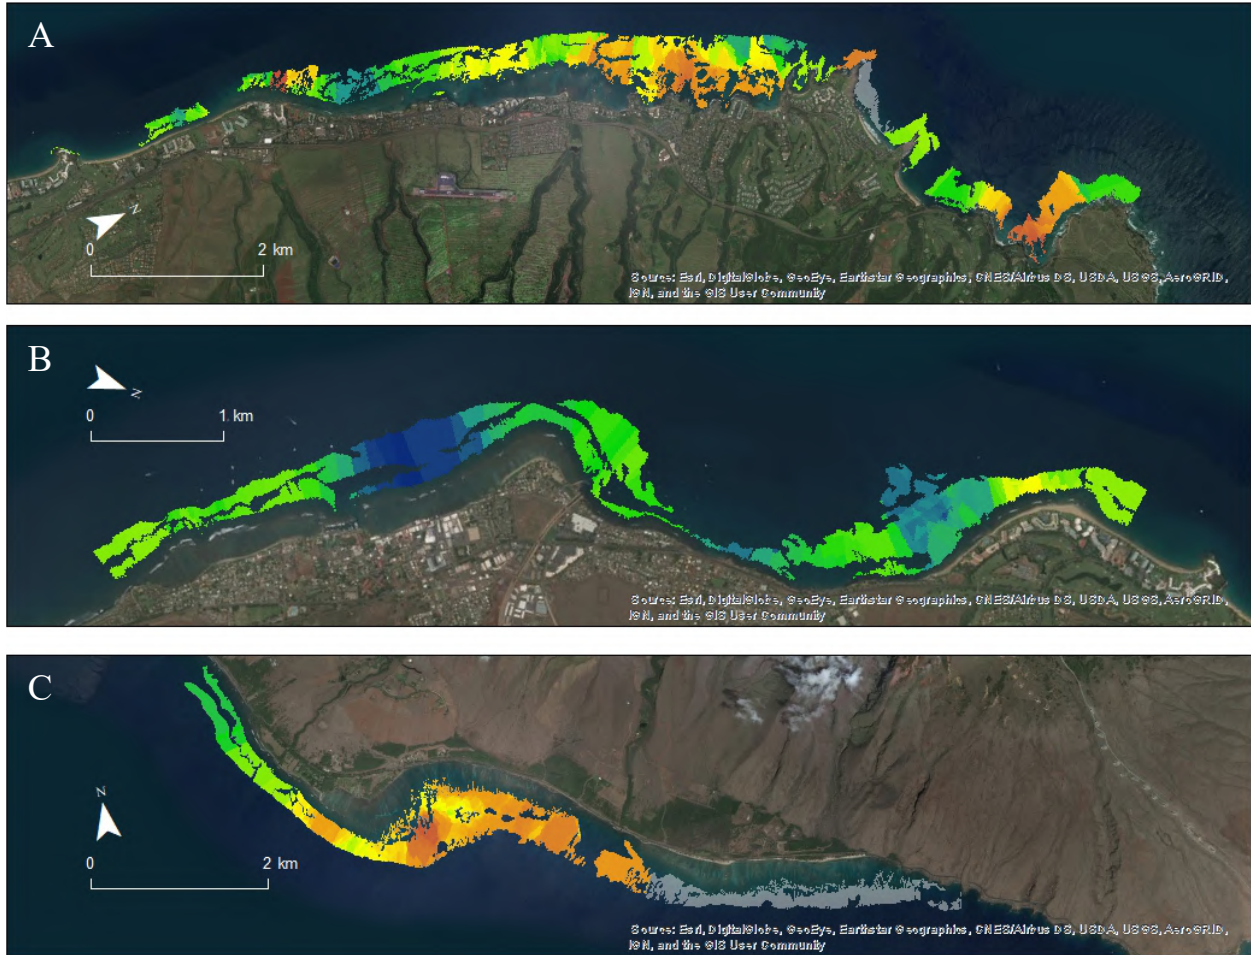 A
N
0
2 km
Source: Esri, DigitalGlobe, GeoEye, Earthstar Geographics, CNES/Airbus DS, USDA, USGS, AeroGRID,
IGN, and the GIS User Community
B
N
0
1 km
Source: Esri, DigitalGlobe, GeoEye, Earthstar Geographics, CNES/Airbus DS, USDA, USGS, AeroGRID,
IGN, and the GIS User Community
C
N
0
2 km
Source: Esri, DigitalGlobe, GeoEye, Earthstar Geographics, CNES/Airbus DS, USDA, USGS, AeroGRID,
IGN, and the GIS User Community